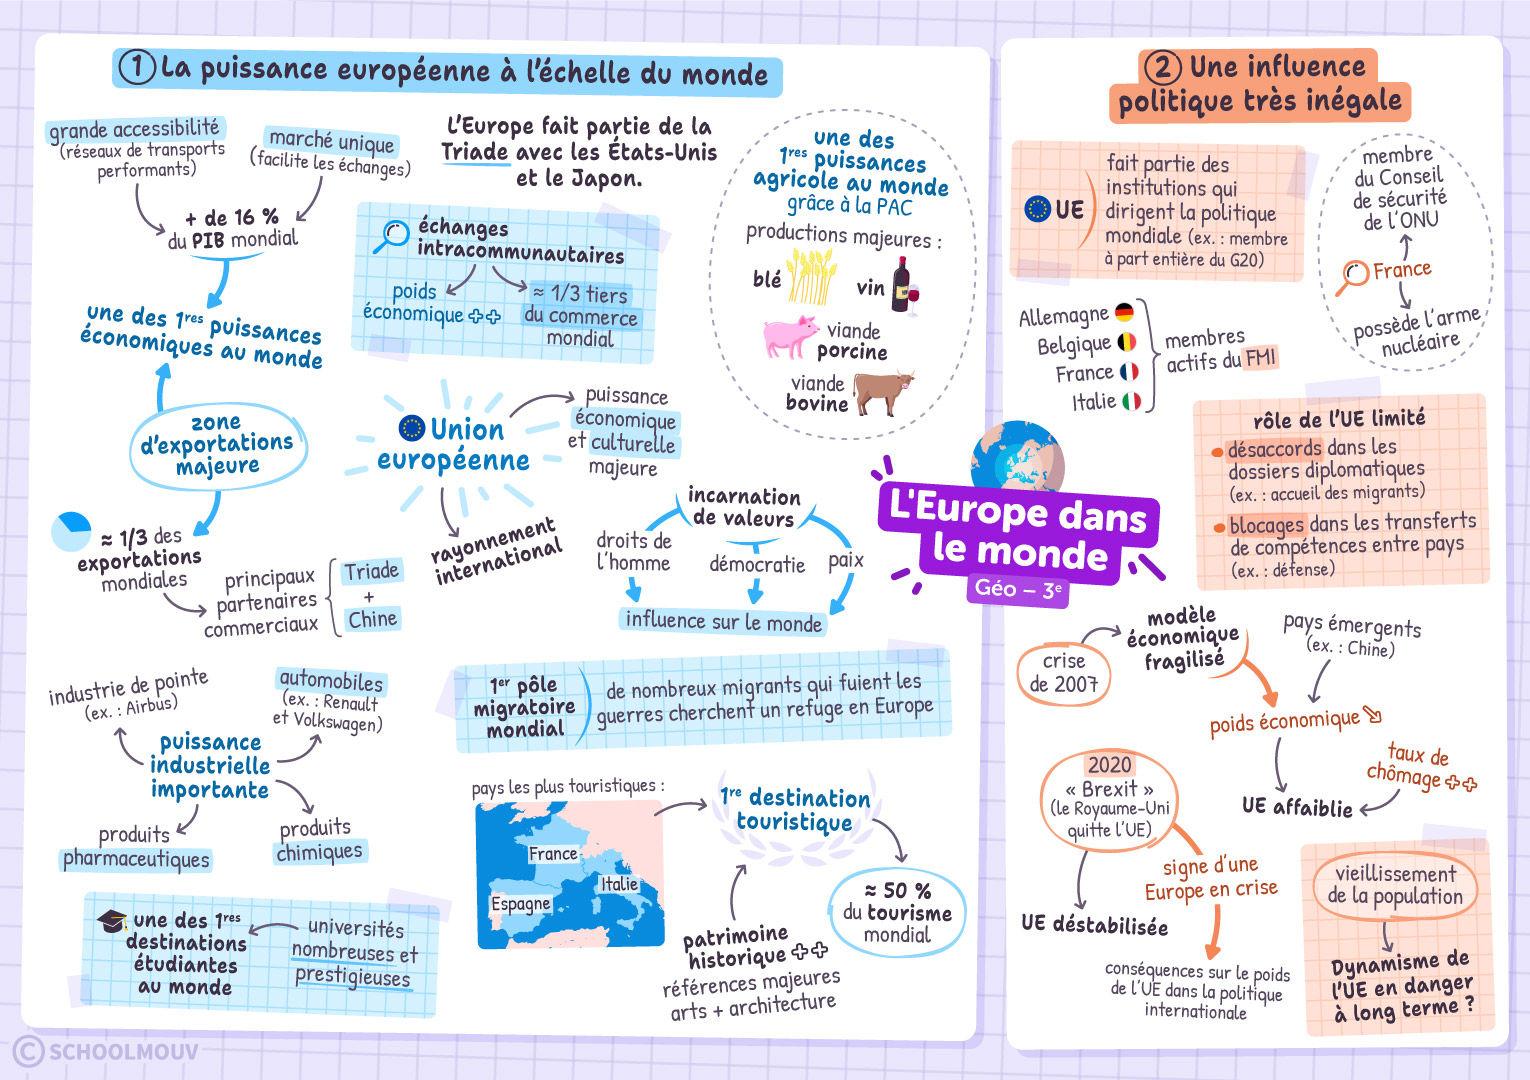 1 La puissance européenne à l'échelle du monde
grande accessibilité
(réseaux de transports
performants)
marché unique
(facilite les échanges)
+ de 16 %
du PIB mondial
une des 1res puissances
économiques au monde
zone
d'exportations
majeure
≈ 1/3 des
exportations
mondiales
principaux
partenaires
commerciaux
Triade
+
Chine
L'Europe fait partie de la
Triade avec les États-Unis
et le Japon.
échanges
intracommunautaires
poids
économique ++
≈ 1/3 tiers
du commerce
mondial
une des
1res puissances
agricole au monde
grâce à la PAC
productions majeures :
blé
vin
viande
porcine
viande
bovine
Union
européenne
puissance
économique
et culturelle
majeure
rayonnement
international
incarnation
de valeurs
droits de
l'homme
démocratie
paix
influence sur le monde
industrie de pointe
(ex. : Airbus)
automobiles
(ex. : Renault
et Volkswagen)
puissance
industrielle
importante
produits
pharmaceutiques
produits
chimiques
une des 1res
destinations
étudiantes
au monde
universités
nombreuses et
prestigieuses
1er pôle
migratoire
mondial
de nombreux migrants qui fuient les
guerres cherchent un refuge en Europe
pays les plus touristiques :
France
Italie
Espagne
1re destination
touristique
≈ 50 %
du tourisme
mondial
patrimoine
historique ++
références majeures
arts + architecture
L'Europe dans
le monde
Géo – 3e
2 Une influence
politique très inégale
UE
fait partie des
institutions qui
dirigent la politique
mondiale (ex. : membre
à part entière du G20)
membre
du Conseil
de sécurité
de l'ONU
France
possède l'arme
nucléaire
Allemagne
Belgique
France
Italie
membres
actifs du FMI
rôle de l'UE limité
désaccords dans les
dossiers diplomatiques
(ex. : accueil des migrants)
blocages dans les transferts
de compétences entre pays
(ex. : défense)
crise
de 2007
modèle
économique
fragilisé
pays émergents
(ex. : Chine)
poids économique
taux de
chômage ++
UE affaiblie
2020
« Brexit »
(le Royaume-Uni
quitte l'UE)
UE déstabilisée
signe d'une
Europe en crise
conséquences sur le poids
de l'UE dans la politique
internationale
vieillissement
de la population
Dynamisme de
l'UE en danger
à long terme ?
© SCHOOLMOUV